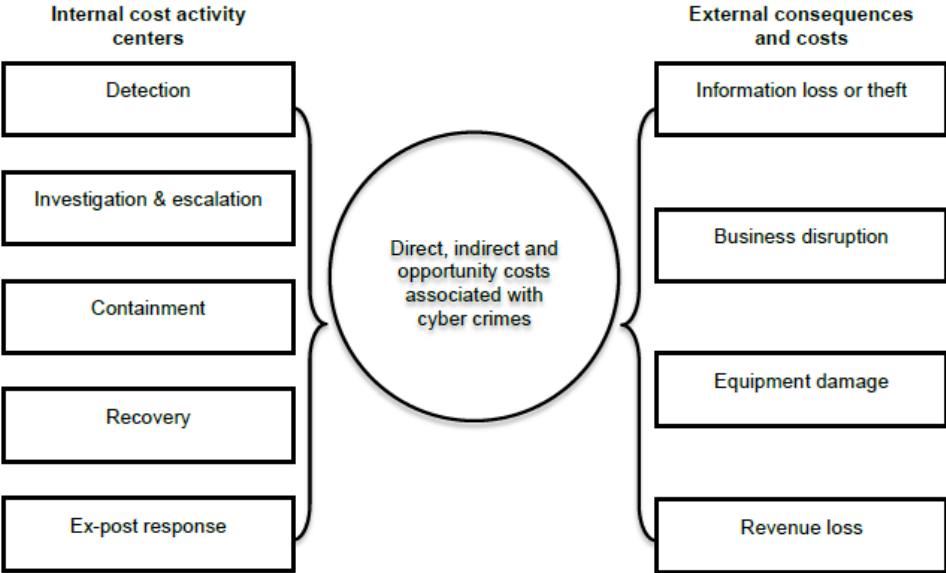 Internal cost activity
centers
Detection
Investigation & escalation
Containment
Recovery
Ex-post response
Direct, indirect and
opportunity costs
associated with
cyber crimes
External consequences
and costs
Information loss or theft
Business disruption
Equipment damage
Revenue loss